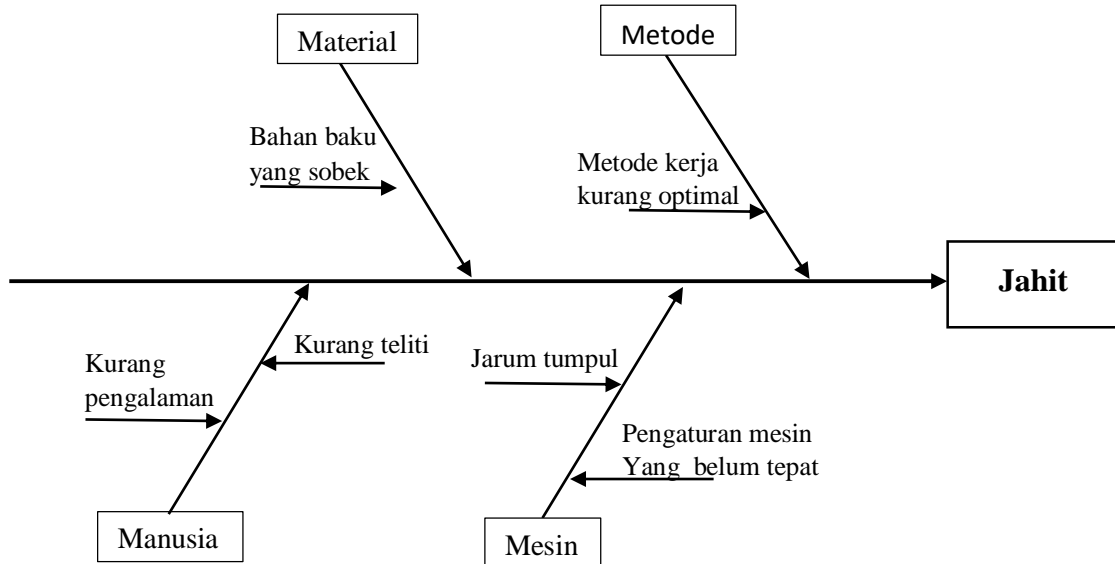 Material
Metode
Bahan baku
yang sobek
Metode kerja
kurang optimal
Jahit
Kurang
pengalaman
Kurang teliti
Jarum tumpul
Pengaturan mesin
Yang  belum tepat
Manusia
Mesin